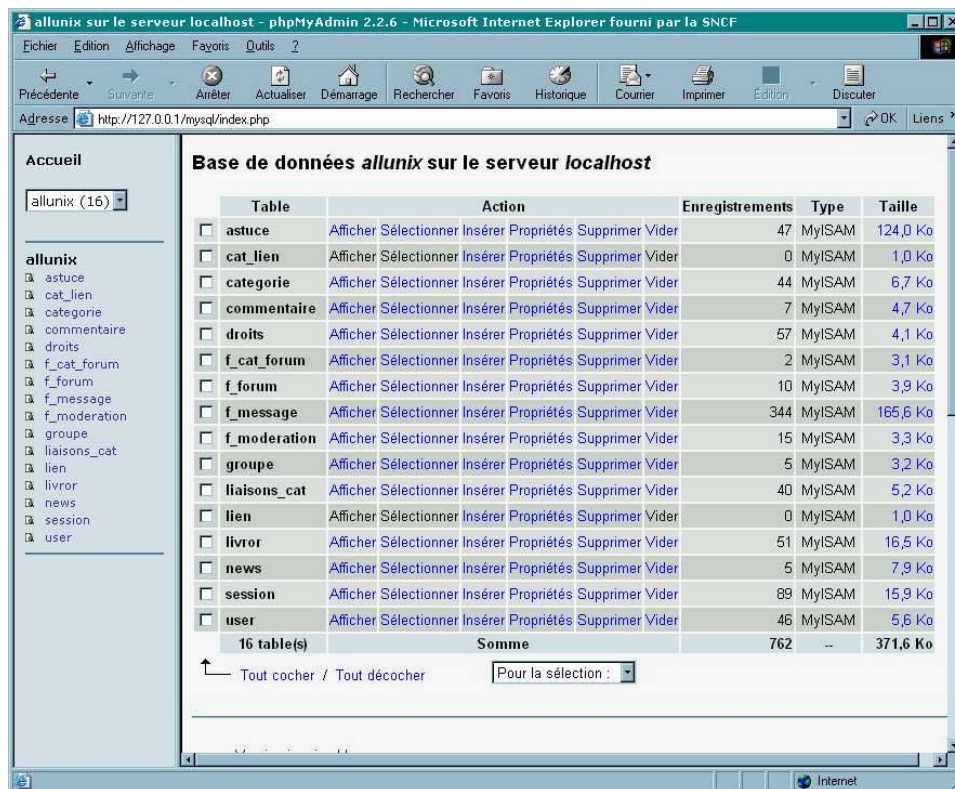 allunix sur le serveur localhost - phpMyAdmin 2.2.6 - Microsoft Internet Explorer fourni par la SNCF
Fichier Edition Affichage Favoris Outils ?
Précédente Suivante Arrêter Actualiser Démarrage Rechercher Favoris Historique Courrier Imprimer Edition Discuter
Adresse http://127.0.0.1/mysql/index.php OK Liens »
Accueil
allunix (16)
allunix
astuce
cat_lien
categorie
commentaire
droits
f_cat_forum
f_forum
f_message
f_moderation
groupe
liaisons_cat
lien
livror
news
session
user
Base de données allunix sur le serveur localhost
Table Action Enregistrements Type Taille
astuce Afficher Sélectionner Insérer Propriétés Supprimer Vider 47 MyISAM 124,0 Ko
cat_lien Afficher Sélectionner Insérer Propriétés Supprimer Vider 0 MyISAM 1,0 Ko
categorie Afficher Sélectionner Insérer Propriétés Supprimer Vider 44 MyISAM 6,7 Ko
commentaire Afficher Sélectionner Insérer Propriétés Supprimer Vider 7 MyISAM 4,7 Ko
droits Afficher Sélectionner Insérer Propriétés Supprimer Vider 57 MyISAM 4,1 Ko
f_cat_forum Afficher Sélectionner Insérer Propriétés Supprimer Vider 2 MyISAM 3,1 Ko
f_forum Afficher Sélectionner Insérer Propriétés Supprimer Vider 10 MyISAM 3,9 Ko
f_message Afficher Sélectionner Insérer Propriétés Supprimer Vider 344 MyISAM 165,6 Ko
f_moderation Afficher Sélectionner Insérer Propriétés Supprimer Vider 15 MyISAM 3,3 Ko
groupe Afficher Sélectionner Insérer Propriétés Supprimer Vider 5 MyISAM 3,2 Ko
liaisons_cat Afficher Sélectionner Insérer Propriétés Supprimer Vider 40 MyISAM 5,2 Ko
lien Afficher Sélectionner Insérer Propriétés Supprimer Vider 0 MyISAM 1,0 Ko
livror Afficher Sélectionner Insérer Propriétés Supprimer Vider 51 MyISAM 16,5 Ko
news Afficher Sélectionner Insérer Propriétés Supprimer Vider 5 MyISAM 7,9 Ko
session Afficher Sélectionner Insérer Propriétés Supprimer Vider 89 MyISAM 15,9 Ko
user Afficher Sélectionner Insérer Propriétés Supprimer Vider 46 MyISAM 5,6 Ko
16 table(s) Somme 762 -- 371,6 Ko
Tout cocher / Tout décocher Pour la sélection :
Internet